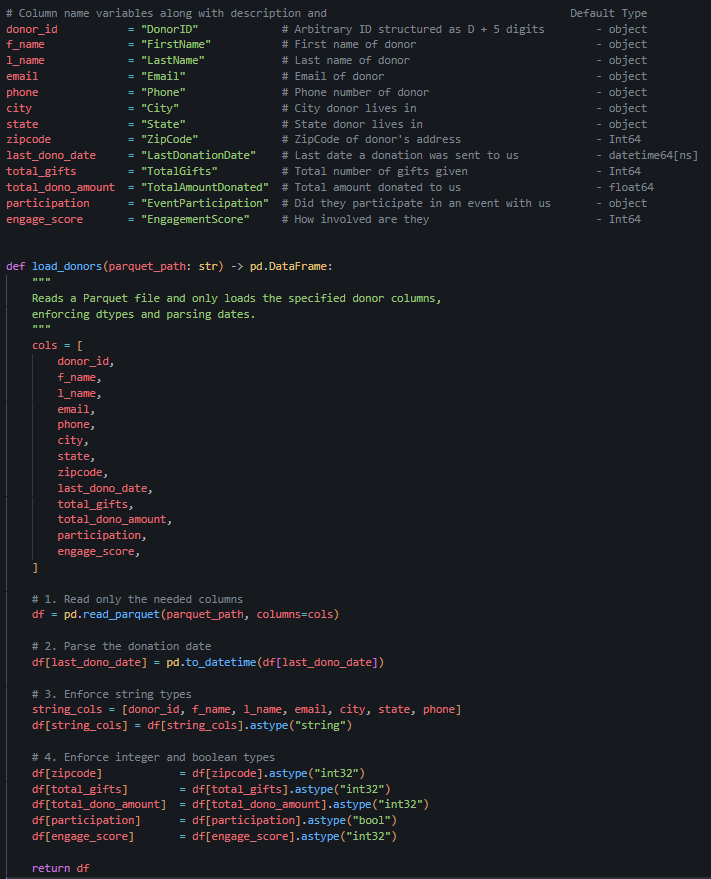 # Column name variables along with description and                                      Default Type
donor_id           = "DonorID"             # Arbitrary ID structured as D + 5 digits        - object
f_name             = "FirstName"           # First name of donor                            - object
l_name             = "LastName"            # Last name of donor                             - object
email              = "Email"               # Email of donor                                 - object
phone              = "Phone"               # Phone number of donor                          - object
city               = "City"                # City donor lives in                            - object
state              = "State"               # State donor lives in                           - object
zipcode            = "ZipCode"             # ZipCode of donor's address                     - Int64
last_dono_date     = "LastDonationDate"    # Last date a donation was sent to us            - datetime64[ns]
total_gifts        = "TotalGifts"          # Total number of gifts given                    - Int64
total_dono_amount  = "TotalAmountDonated"  # Total amount donated to us                     - float64
participation      = "EventParticipation"  # Did they participate in an event with us       - object
engage_score       = "EngagementScore"     # How involved are they                          - Int64
def load_donors(parquet_path: str) -> pd.DataFrame:
    """
    Reads a Parquet file and only loads the specified donor columns,
    enforcing dtypes and parsing dates.
    """
    cols = [
        donor_id,
        f_name,
        l_name,
        email,
        phone,
        city,
        state,
        zipcode,
        last_dono_date,
        total_gifts,
        total_dono_amount,
        participation,
        engage_score,
    ]
    # 1. Read only the needed columns
    df = pd.read_parquet(parquet_path, columns=cols)
    # 2. Parse the donation date
    df[last_dono_date] = pd.to_datetime(df[last_dono_date])
    # 3. Enforce string types
    string_cols = [donor_id, f_name, l_name, email, city, state, phone]
    df[string_cols] = df[string_cols].astype("string")
    # 4. Enforce integer and boolean types
    df[zipcode]            = df[zipcode].astype("int32")
    df[total_gifts]        = df[total_gifts].astype("int32")
    df[total_dono_amount]  = df[total_dono_amount].astype("int32")
    df[participation]      = df[participation].astype("bool")
    df[engage_score]       = df[engage_score].astype("int32")
    return df